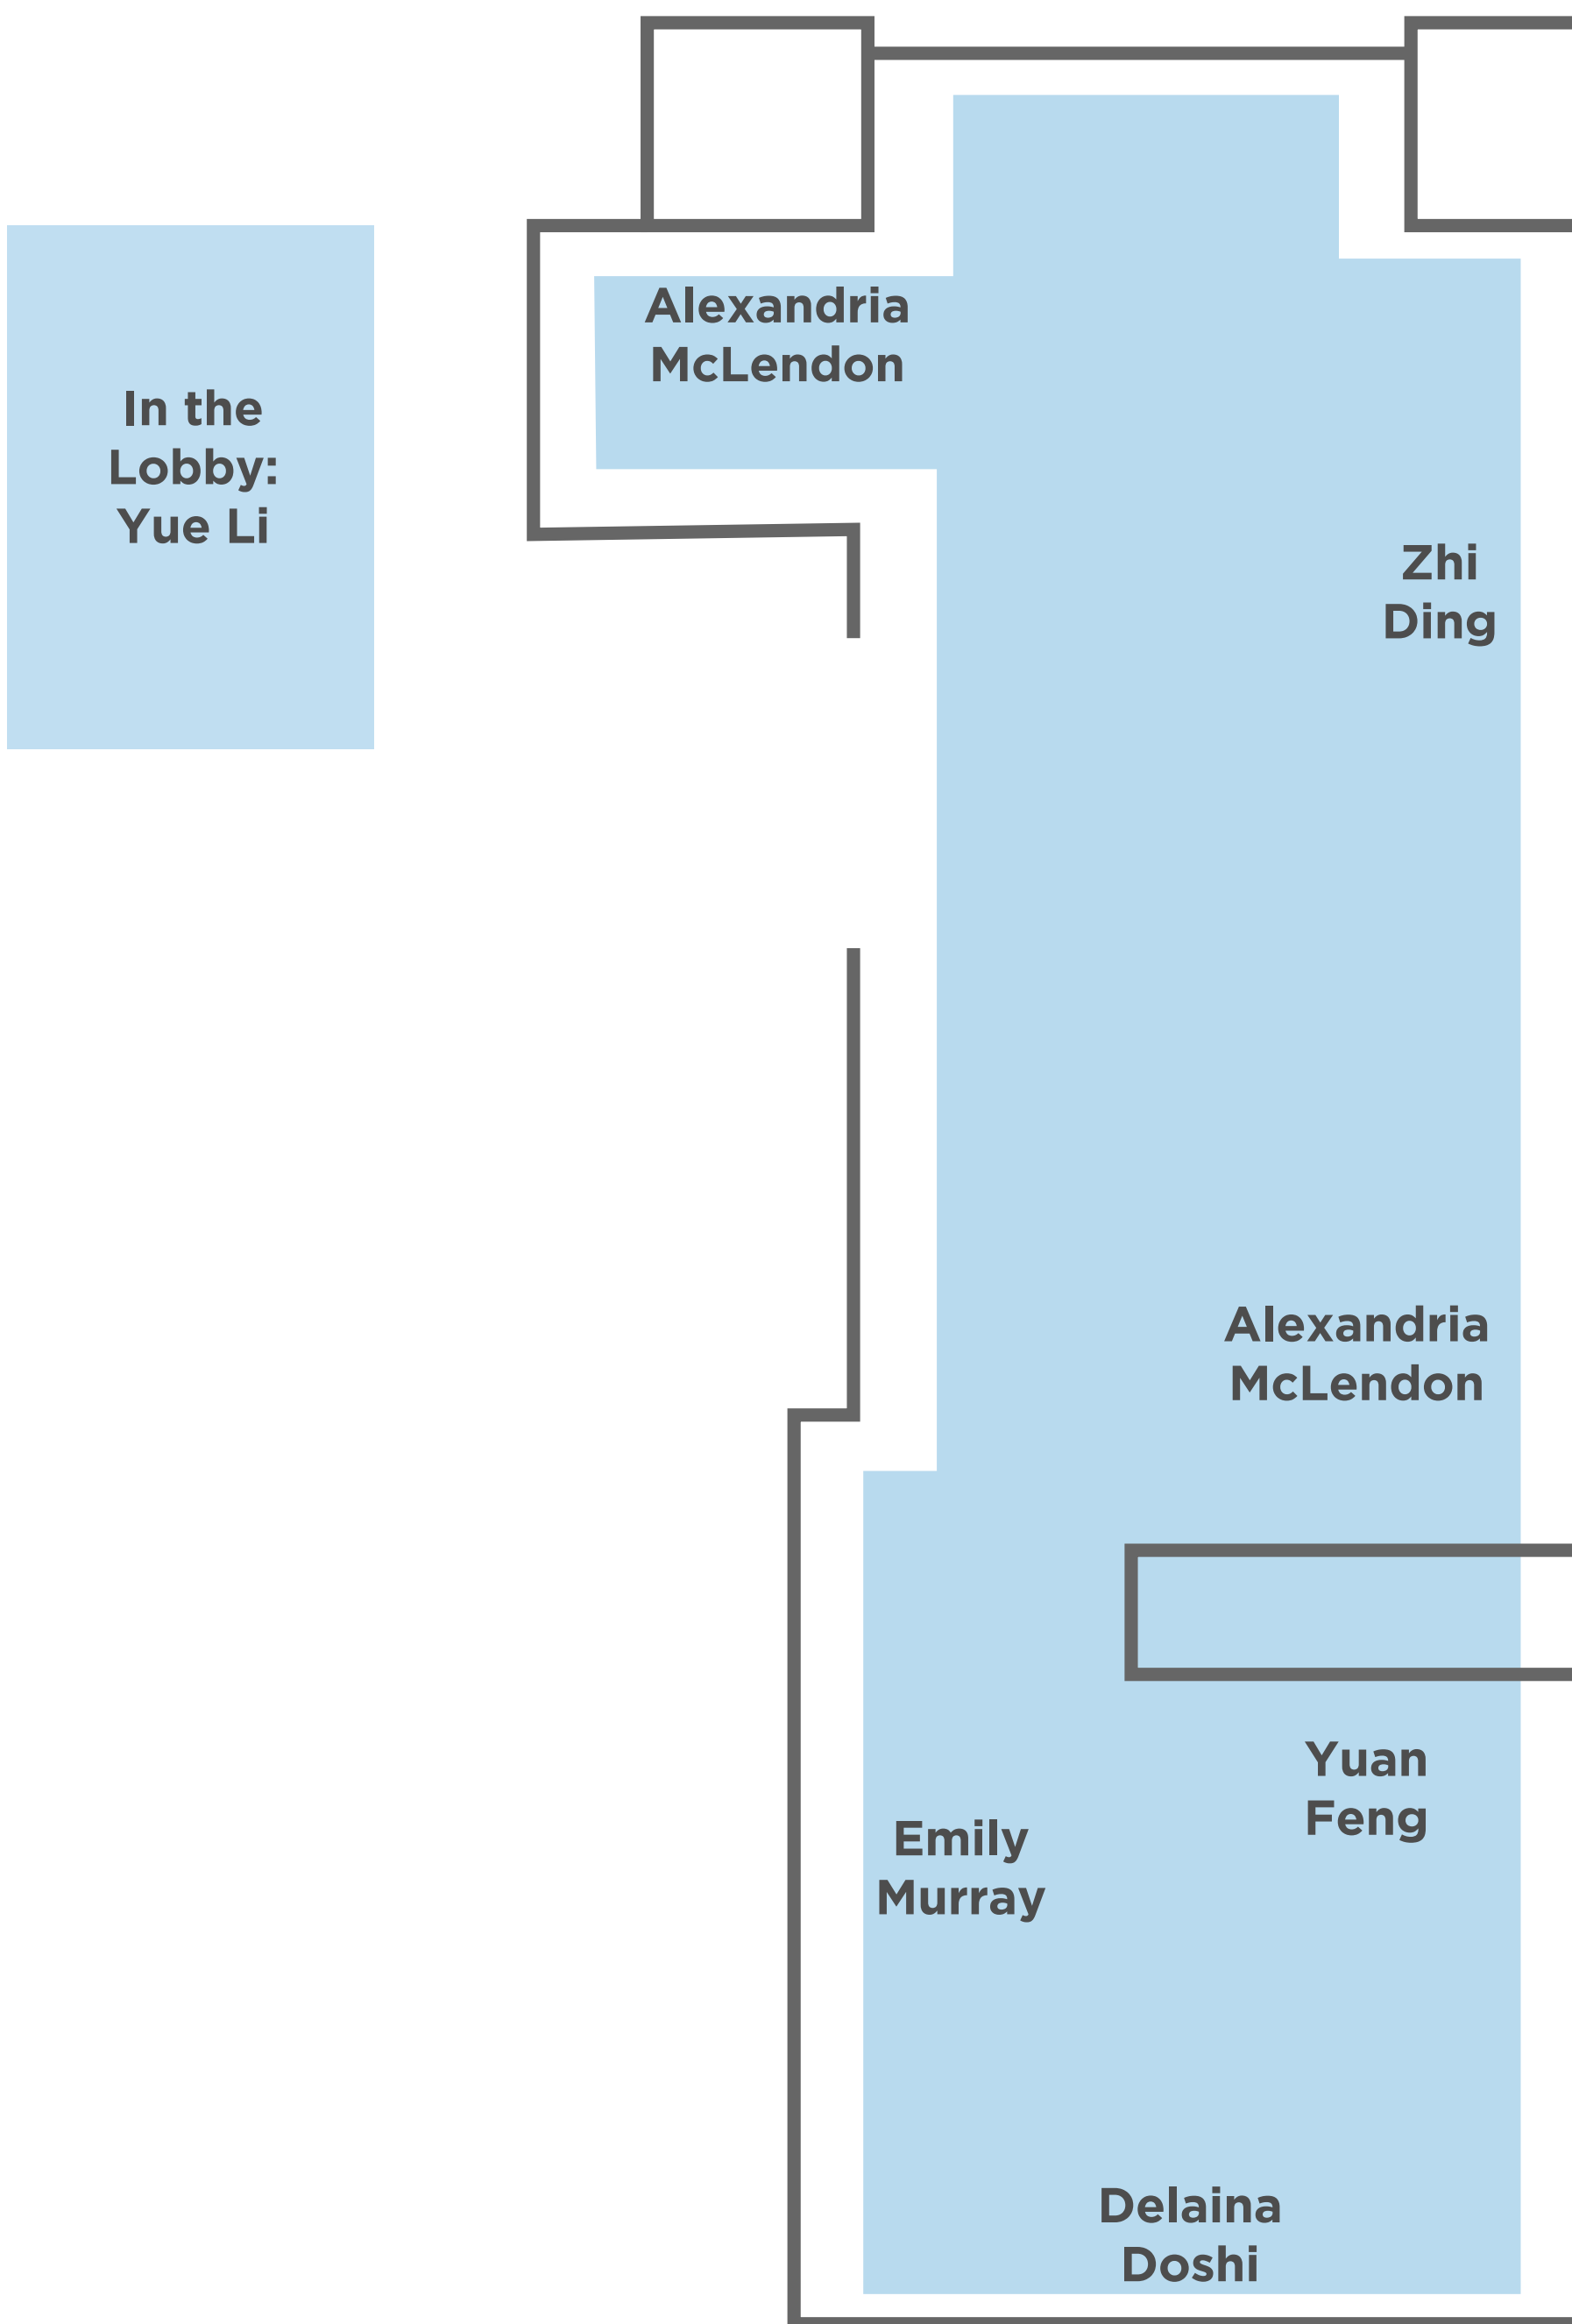 In the
Lobby:
Yue Li
Alexandria
McLendon
Zhi
Ding
Alexandria
McLendon
Yuan
Feng
Emily
Murray
Delaina
Doshi